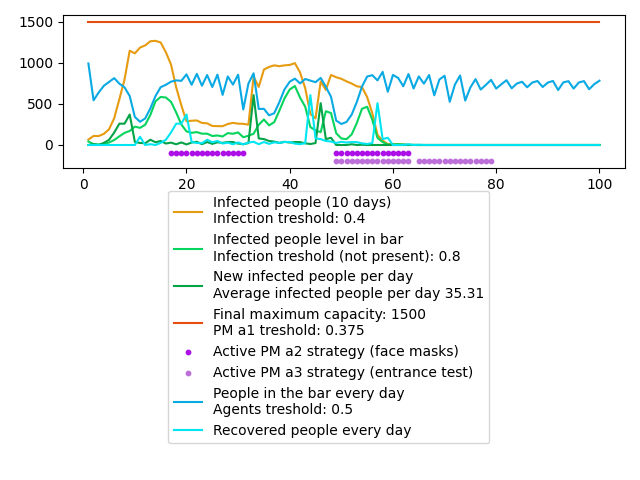 1500
1000
500
0
0
20
40
60
80
100
Infected people (10 days)
Infection treshold: 0.4
Infected people level in bar
Infection treshold (not present): 0.8
New infected people per day
Average infected people per day 35.31
Final maximum capacity: 1500
PM a1 treshold: 0.375
Active PM a2 strategy (face masks)
Active PM a3 strategy (entrance test)
People in the bar every day
Agents treshold: 0.5
Recovered people every day